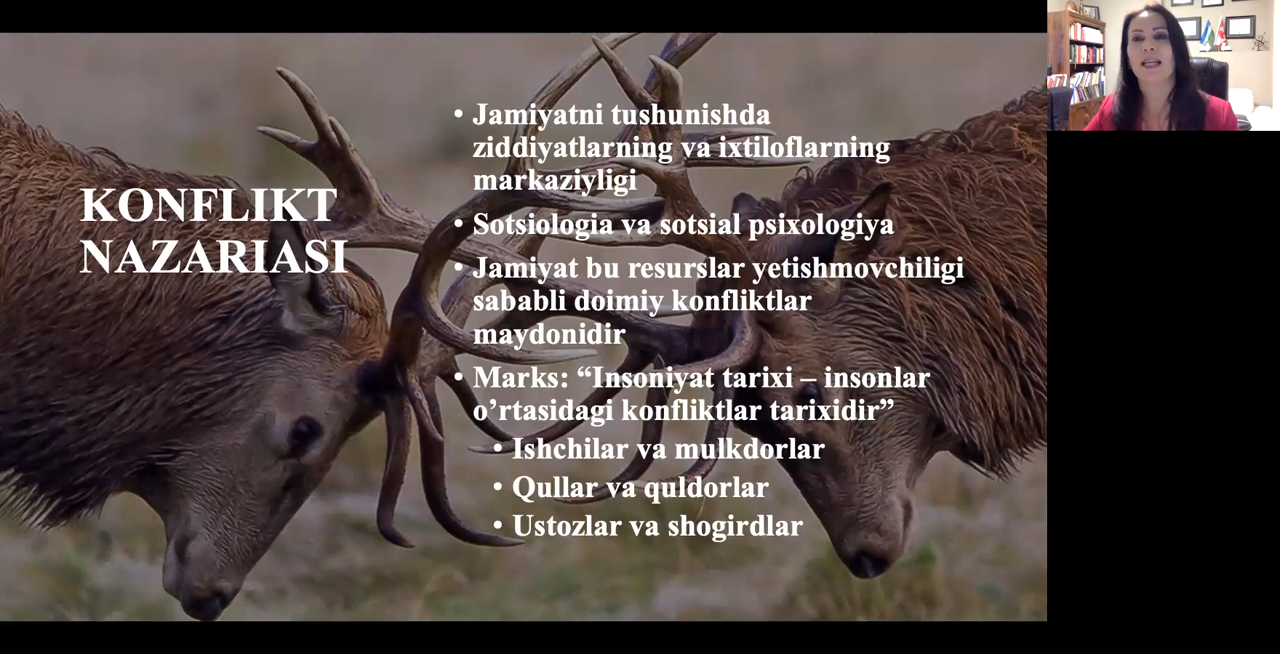 KONFLIKT
NAZARIASI
• Jamiyatni tushunishda
ziddiyatlarning va ixtiloflarning
markaziyligi
• Sotsiologia va sotsial psixologiya
• Jamiyat bu resurslar yetishmovchiligi
sababli doimiy konfliktlar
maydonidir
• Marks: “Insoniyat tarixi – insonlar
o’rtasidagi konfliktlar tarixidir”
• Ishchilar va mulkdorlar
• Qullar va quldorlar
• Ustozlar va shogirdlar